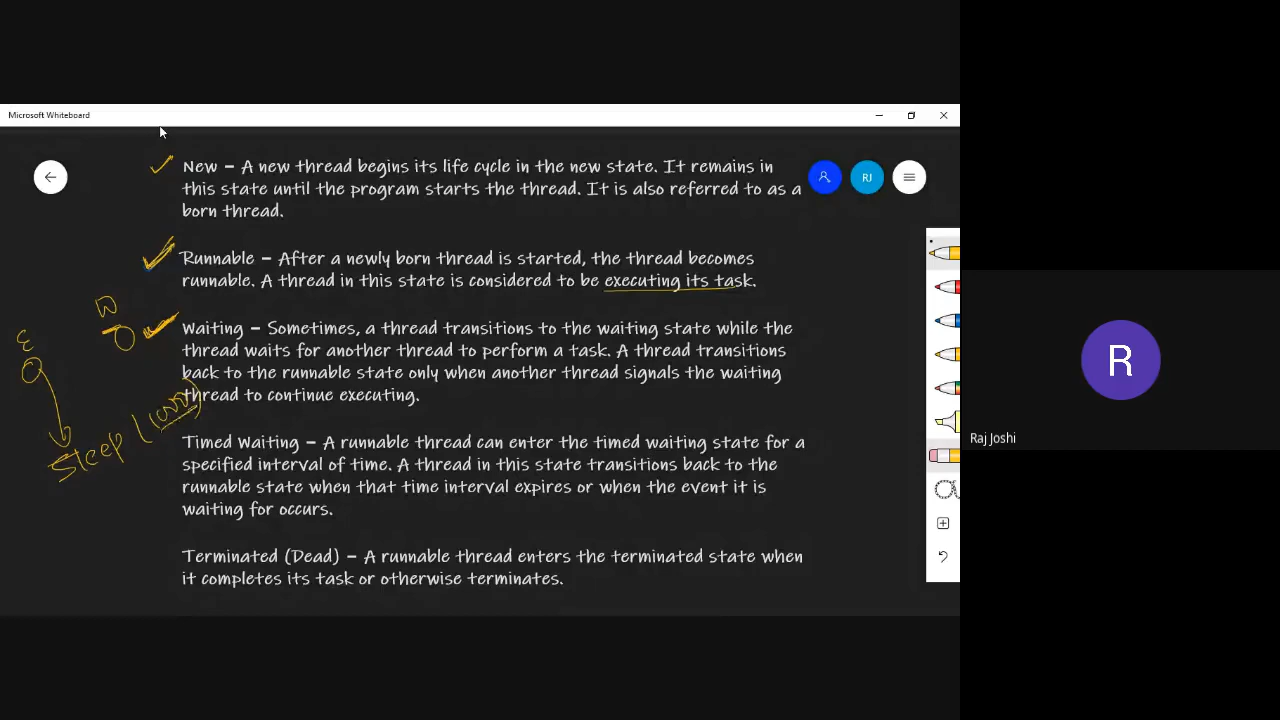 Microsoft Whiteboard
New – A new thread begins its life cycle in the new state. It remains in
this state until the program starts the thread. It is also referred to as a
born thread.
RJ
Runnable – After a newly born thread is started, the thread becomes
runnable. A thread in this state is considered to be executing its task.
Waiting – Sometimes, a thread transitions to the waiting state while the
thread waits for another thread to perform a task. A thread transitions
back to the runnable state only when another thread signals the waiting
thread to continue executing.
Sleep (
Timed Waiting – A runnable thread can enter the timed waiting state for a
specified interval of time. A thread in this state transitions back to the
runnable state when that time interval expires or when the event it is
waiting for occurs.
Terminated (Dead) – A runnable thread enters the terminated state when
it completes its task or otherwise terminates.
R
Raj Joshi